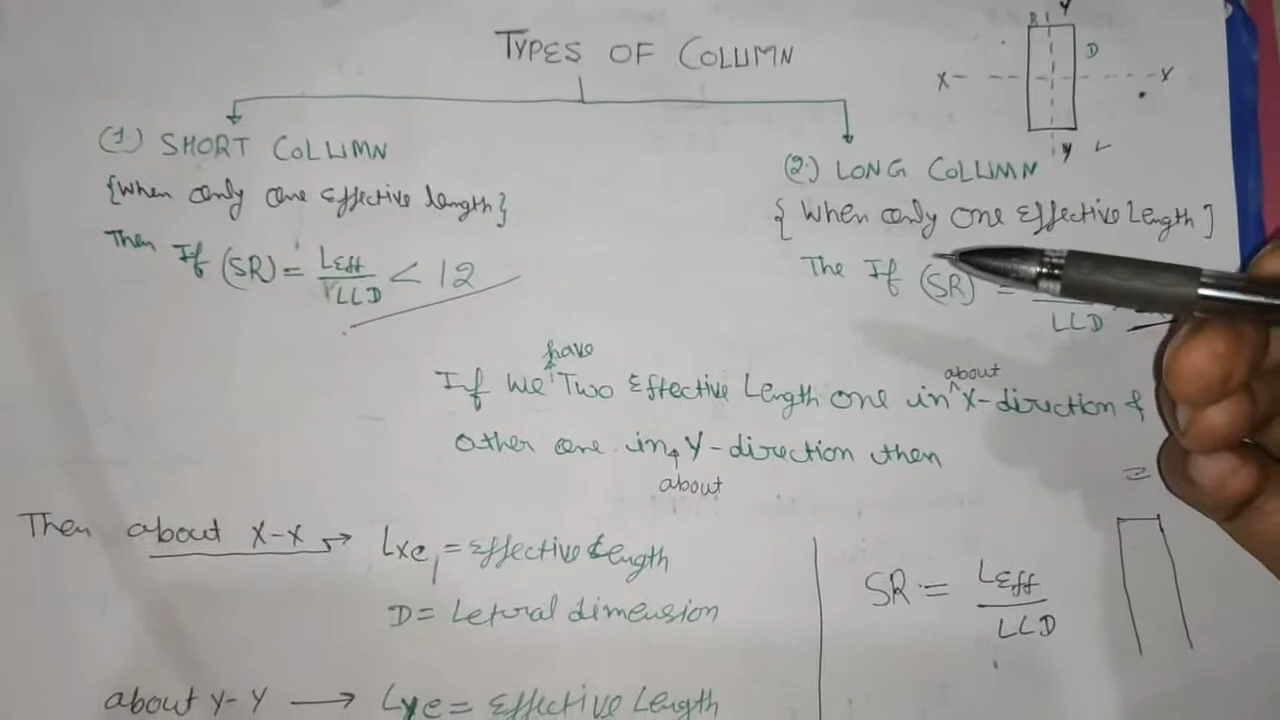 TYPES OF COLUMN
B Y
D
X X
Y
(1.) SHORT COLUMN
{When only one effective length}
Then If (SR) = LEff / LLD < 12
(2.) LONG COLUMN
{ When only one Effective Length ]
The If (SR) =
LLD
have
If We Two Effective Length one in X-direction &
about
other one in Y-direction then
about
Then about X-X → Lxe = Effective Length
D = Leteral dimension
about Y-Y → Lye = Effective Length
SR = LEff / LLD